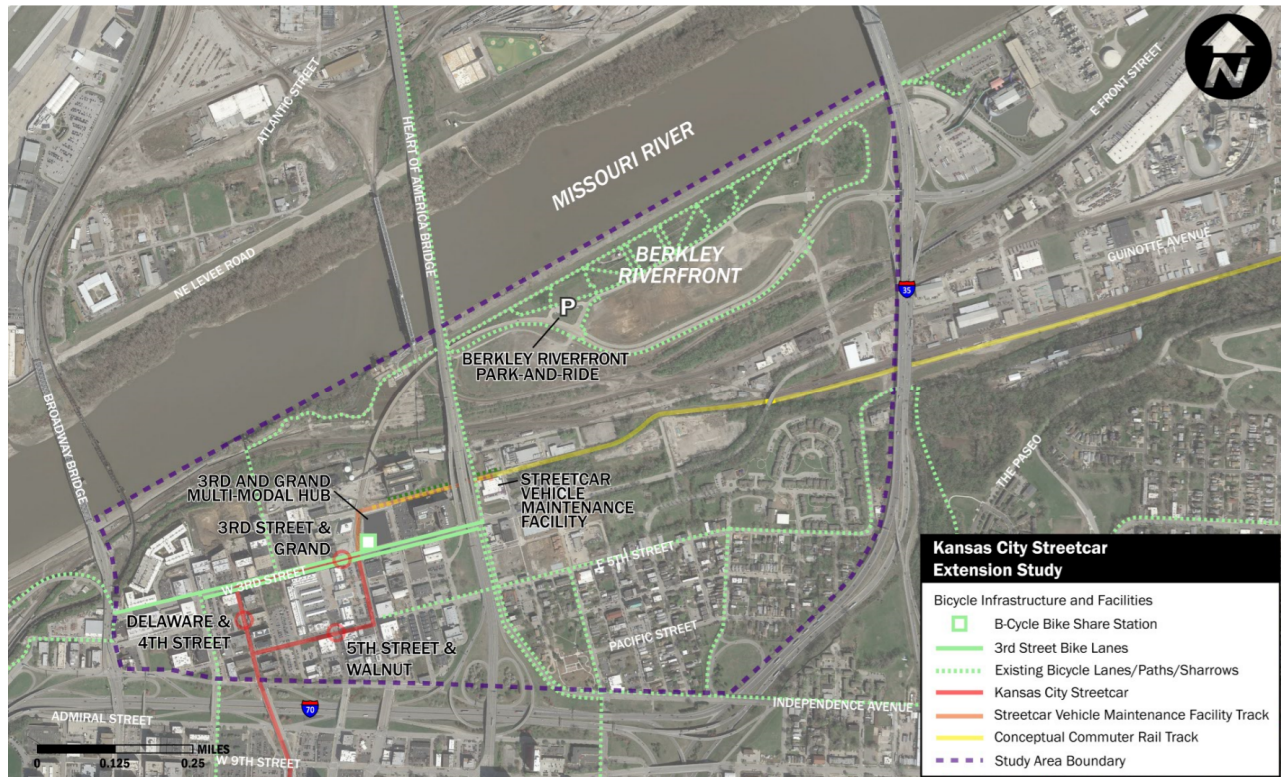 ATLANTIC STREET
HEART OF AMERICA BRIDGE
MISSOURI RIVER
E FRONT STREET
N
NE LEVEE ROAD
BERKLEY
RIVERFRONT
GUINOTTE AVENUE
35
P
BERKLEY RIVERFRONT
PARK-AND-RIDE
BROADWAY BRIDGE
3RD AND GRAND
MULTI-MODAL HUB
STREETCAR
VEHICLE
MAINTENANCE
FACILITY
THE PASEO
3RD STREET &
GRAND
W 3RD STREET
E 5TH STREET
DELAWARE &
4TH STREET
5TH STREET &
WALNUT
PACIFIC STREET
INDEPENDENCE AVENUE
70
ADMIRAL STREET
W 9TH STREET
MILES
0 0.125 0.25
Kansas City Streetcar
Extension Study
Bicycle Infrastructure and Facilities
B-Cycle Bike Share Station
3rd Street Bike Lanes
Existing Bicycle Lanes/Paths/Sharrows
Kansas City Streetcar
Streetcar Vehicle Maintenance Facility Track
Conceptual Commuter Rail Track
Study Area Boundary